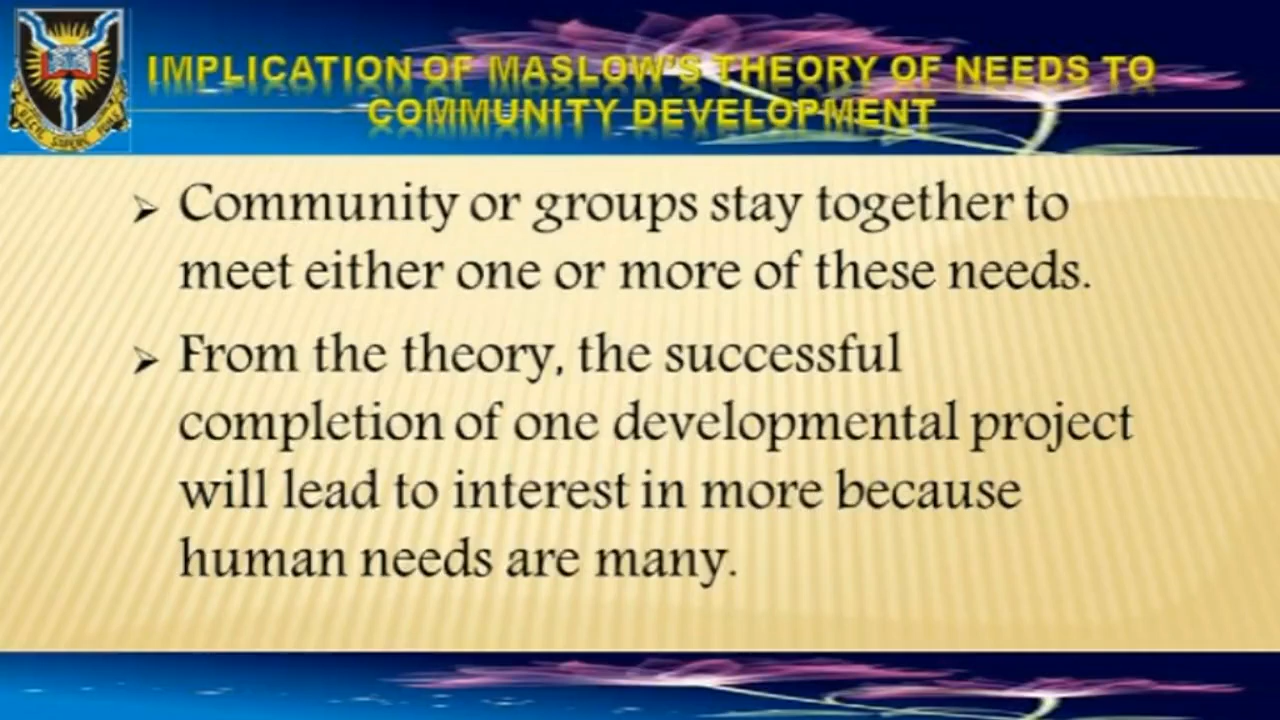 IMPLICATION OF MASLOW'S THEORY OF NEEDS TO
COMMUNITY DEVELOPMENT
Community or groups stay together to
meet either one or more of these needs.
From the theory, the successful
completion of one developmental project
will lead to interest in more because
human needs are many.